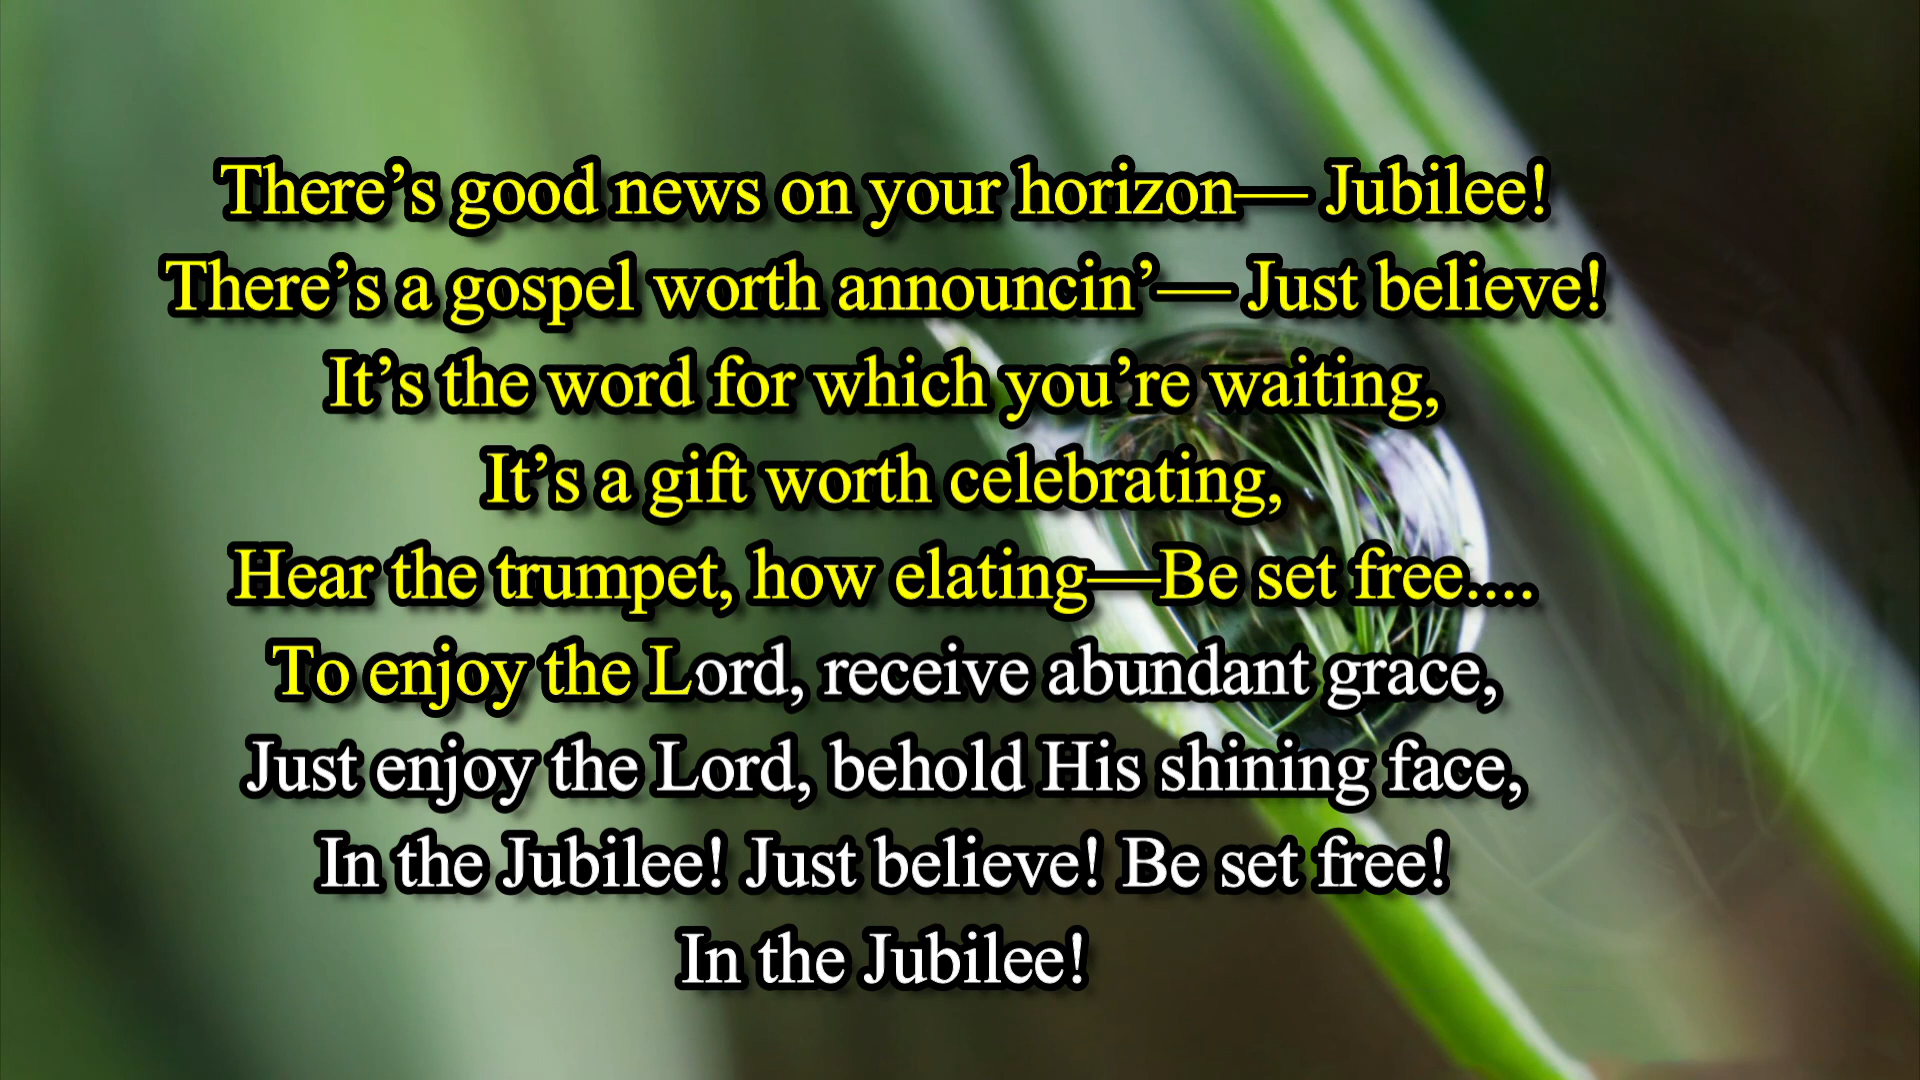 There’s good news on your horizon— Jubilee!
There’s a gospel worth announcin’— Just believe!
It’s the word for which you’re waiting,
It’s a gift worth celebrating,
Hear the trumpet, how elating—Be set free....
To enjoy the Lord, receive abundant grace,
Just enjoy the Lord, behold His shining face,
In the Jubilee! Just believe! Be set free!
In the Jubilee!